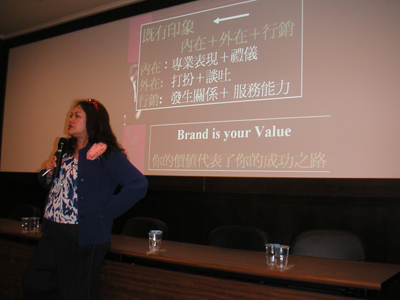 既有印象 ←
內在＋外在＋行銷
內在：專業表現＋禮儀
外在：打扮＋談吐
行銷：發生關係＋服務能力
Brand is your Value
你的價值代表了你的成功之路